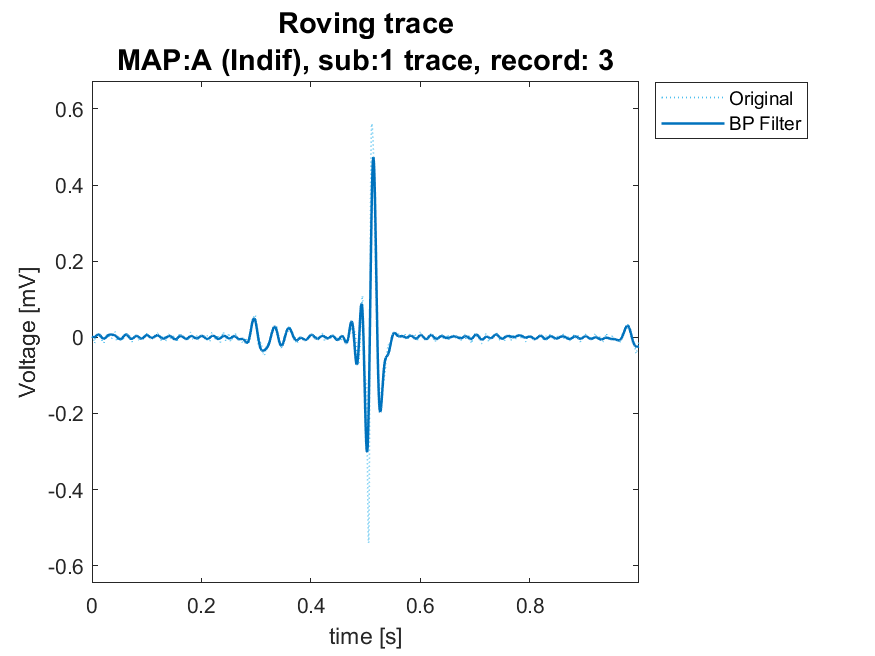 Roving trace
MAP:A (Indif), sub:1 trace, record: 3
Original
BP Filter
0.6
0.4
0.2
0
-0.2
-0.4
-0.6
Voltage [mV]
0 0.2 0.4 0.6 0.8
time [s]